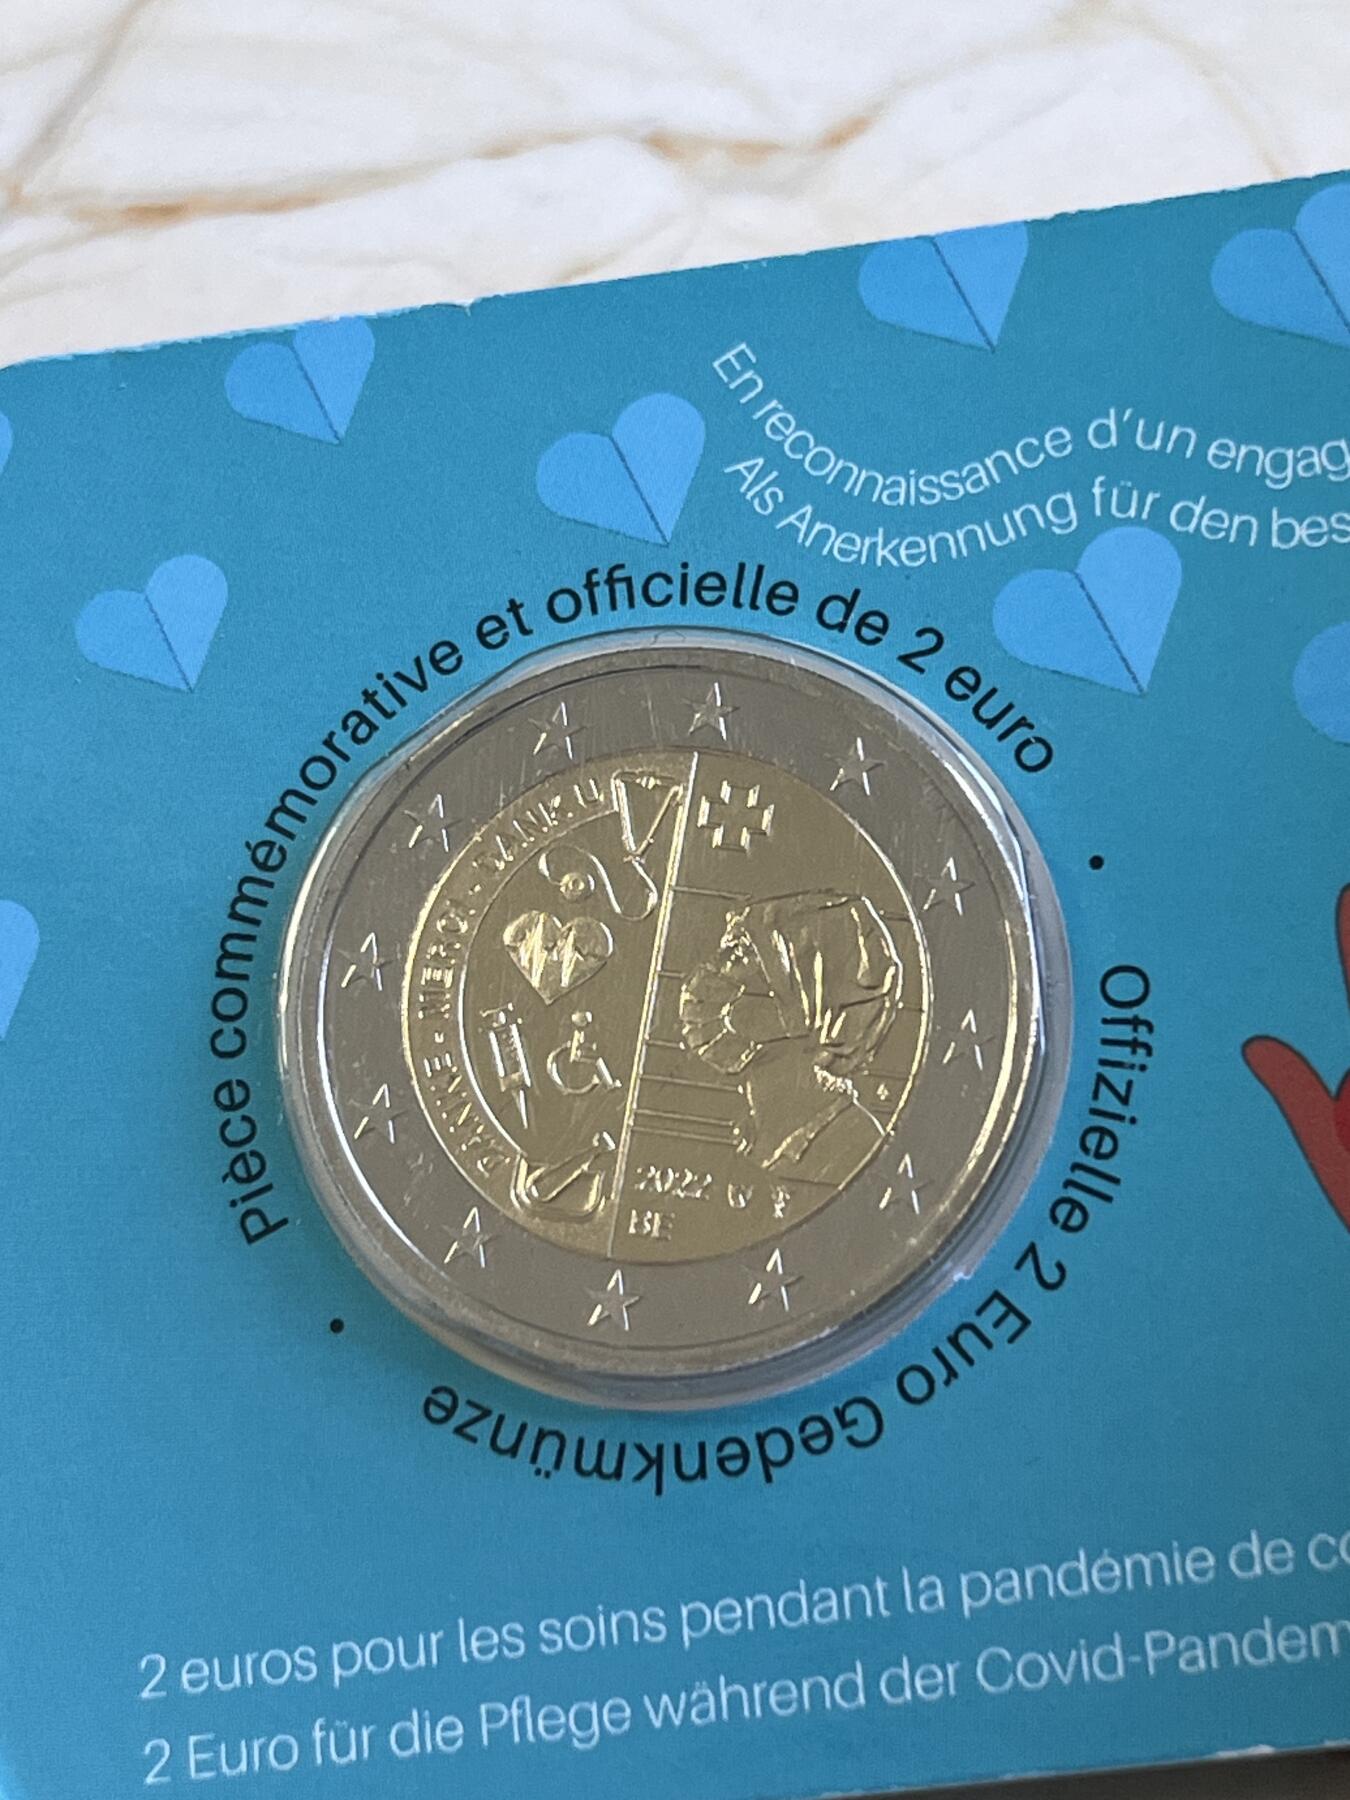 En reconnaissance d'un engag
Als Anerkennung für den bes
Pièce commémorative et officielle de 2 euro
• Offizielle 2 Euro Gedenkmünze •
DANKE - MERCI - DANK U
2022
BE
2 euros pour les soins pendant la pandémie de co
2 Euro für die Pflege während der Covid-Pandem